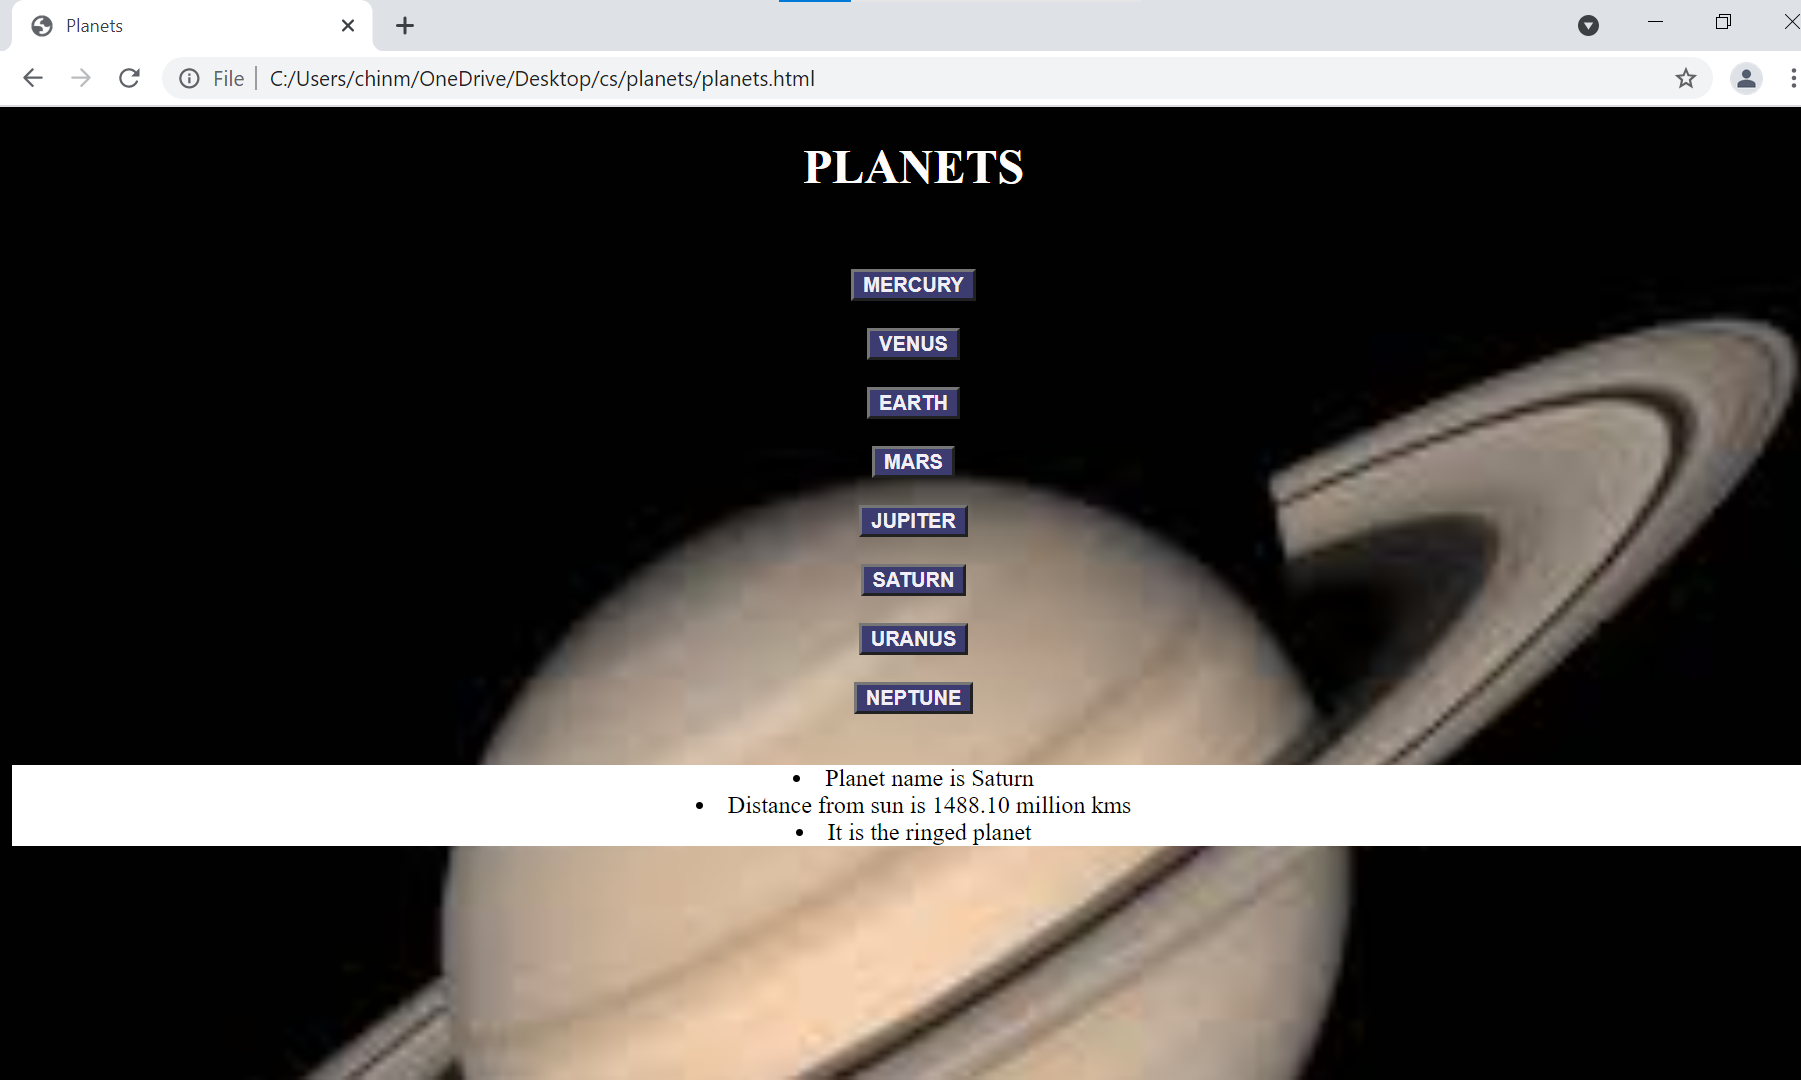 Planets
File
C:/Users/chinm/OneDrive/Desktop/cs/planets/planets.html
PLANETS
MERCURY
VENUS
EARTH
MARS
JUPITER
SATURN
URANUS
NEPTUNE
• Planet name is Saturn
• Distance from sun is 1488.10 million kms
• It is the ringed planet